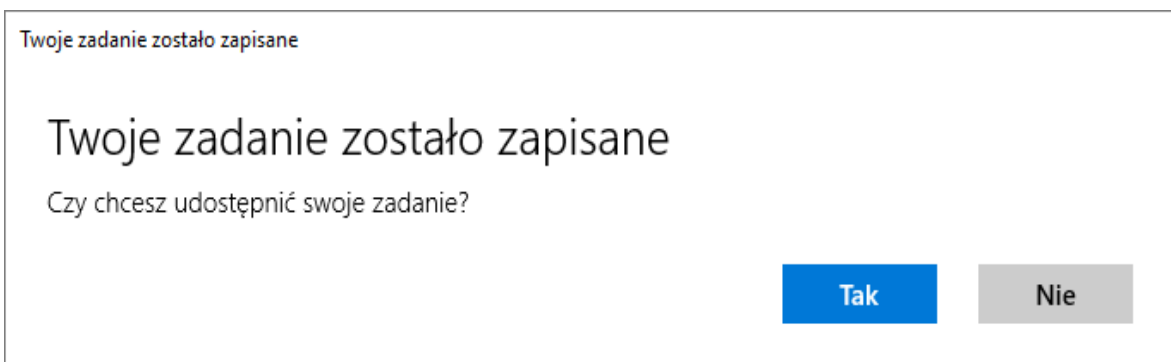 Twoje zadanie zostało zapisane
Twoje zadanie zostało zapisane
Czy chcesz udostępnić swoje zadanie?
Tak Nie